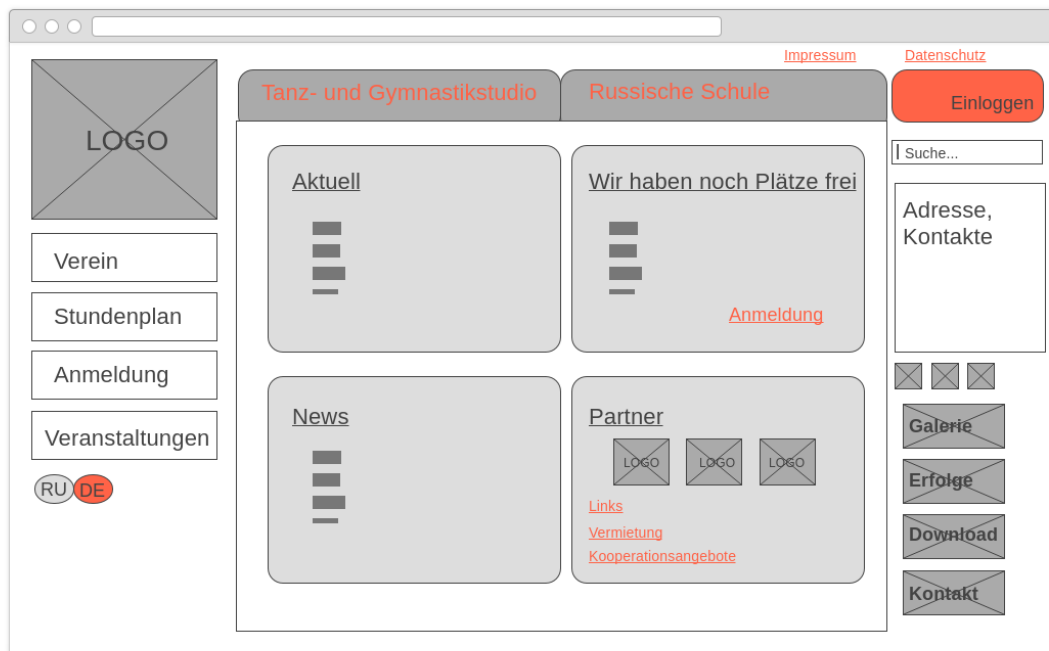 Impressum
Datenschutz
LOGO
Tanz- und Gymnastikstudio
Russische Schule
Einloggen
Suche...
Verein
Stundenplan
Anmeldung
Veranstaltungen
RU
DE
Aktuell
Wir haben noch Plätze frei
Anmeldung
News
Partner
LOGO
LOGO
LOGO
Links
Vermietung
Kooperationsangebote
Adresse,
Kontakte
Galerie
Erfolge
Download
Kontakt